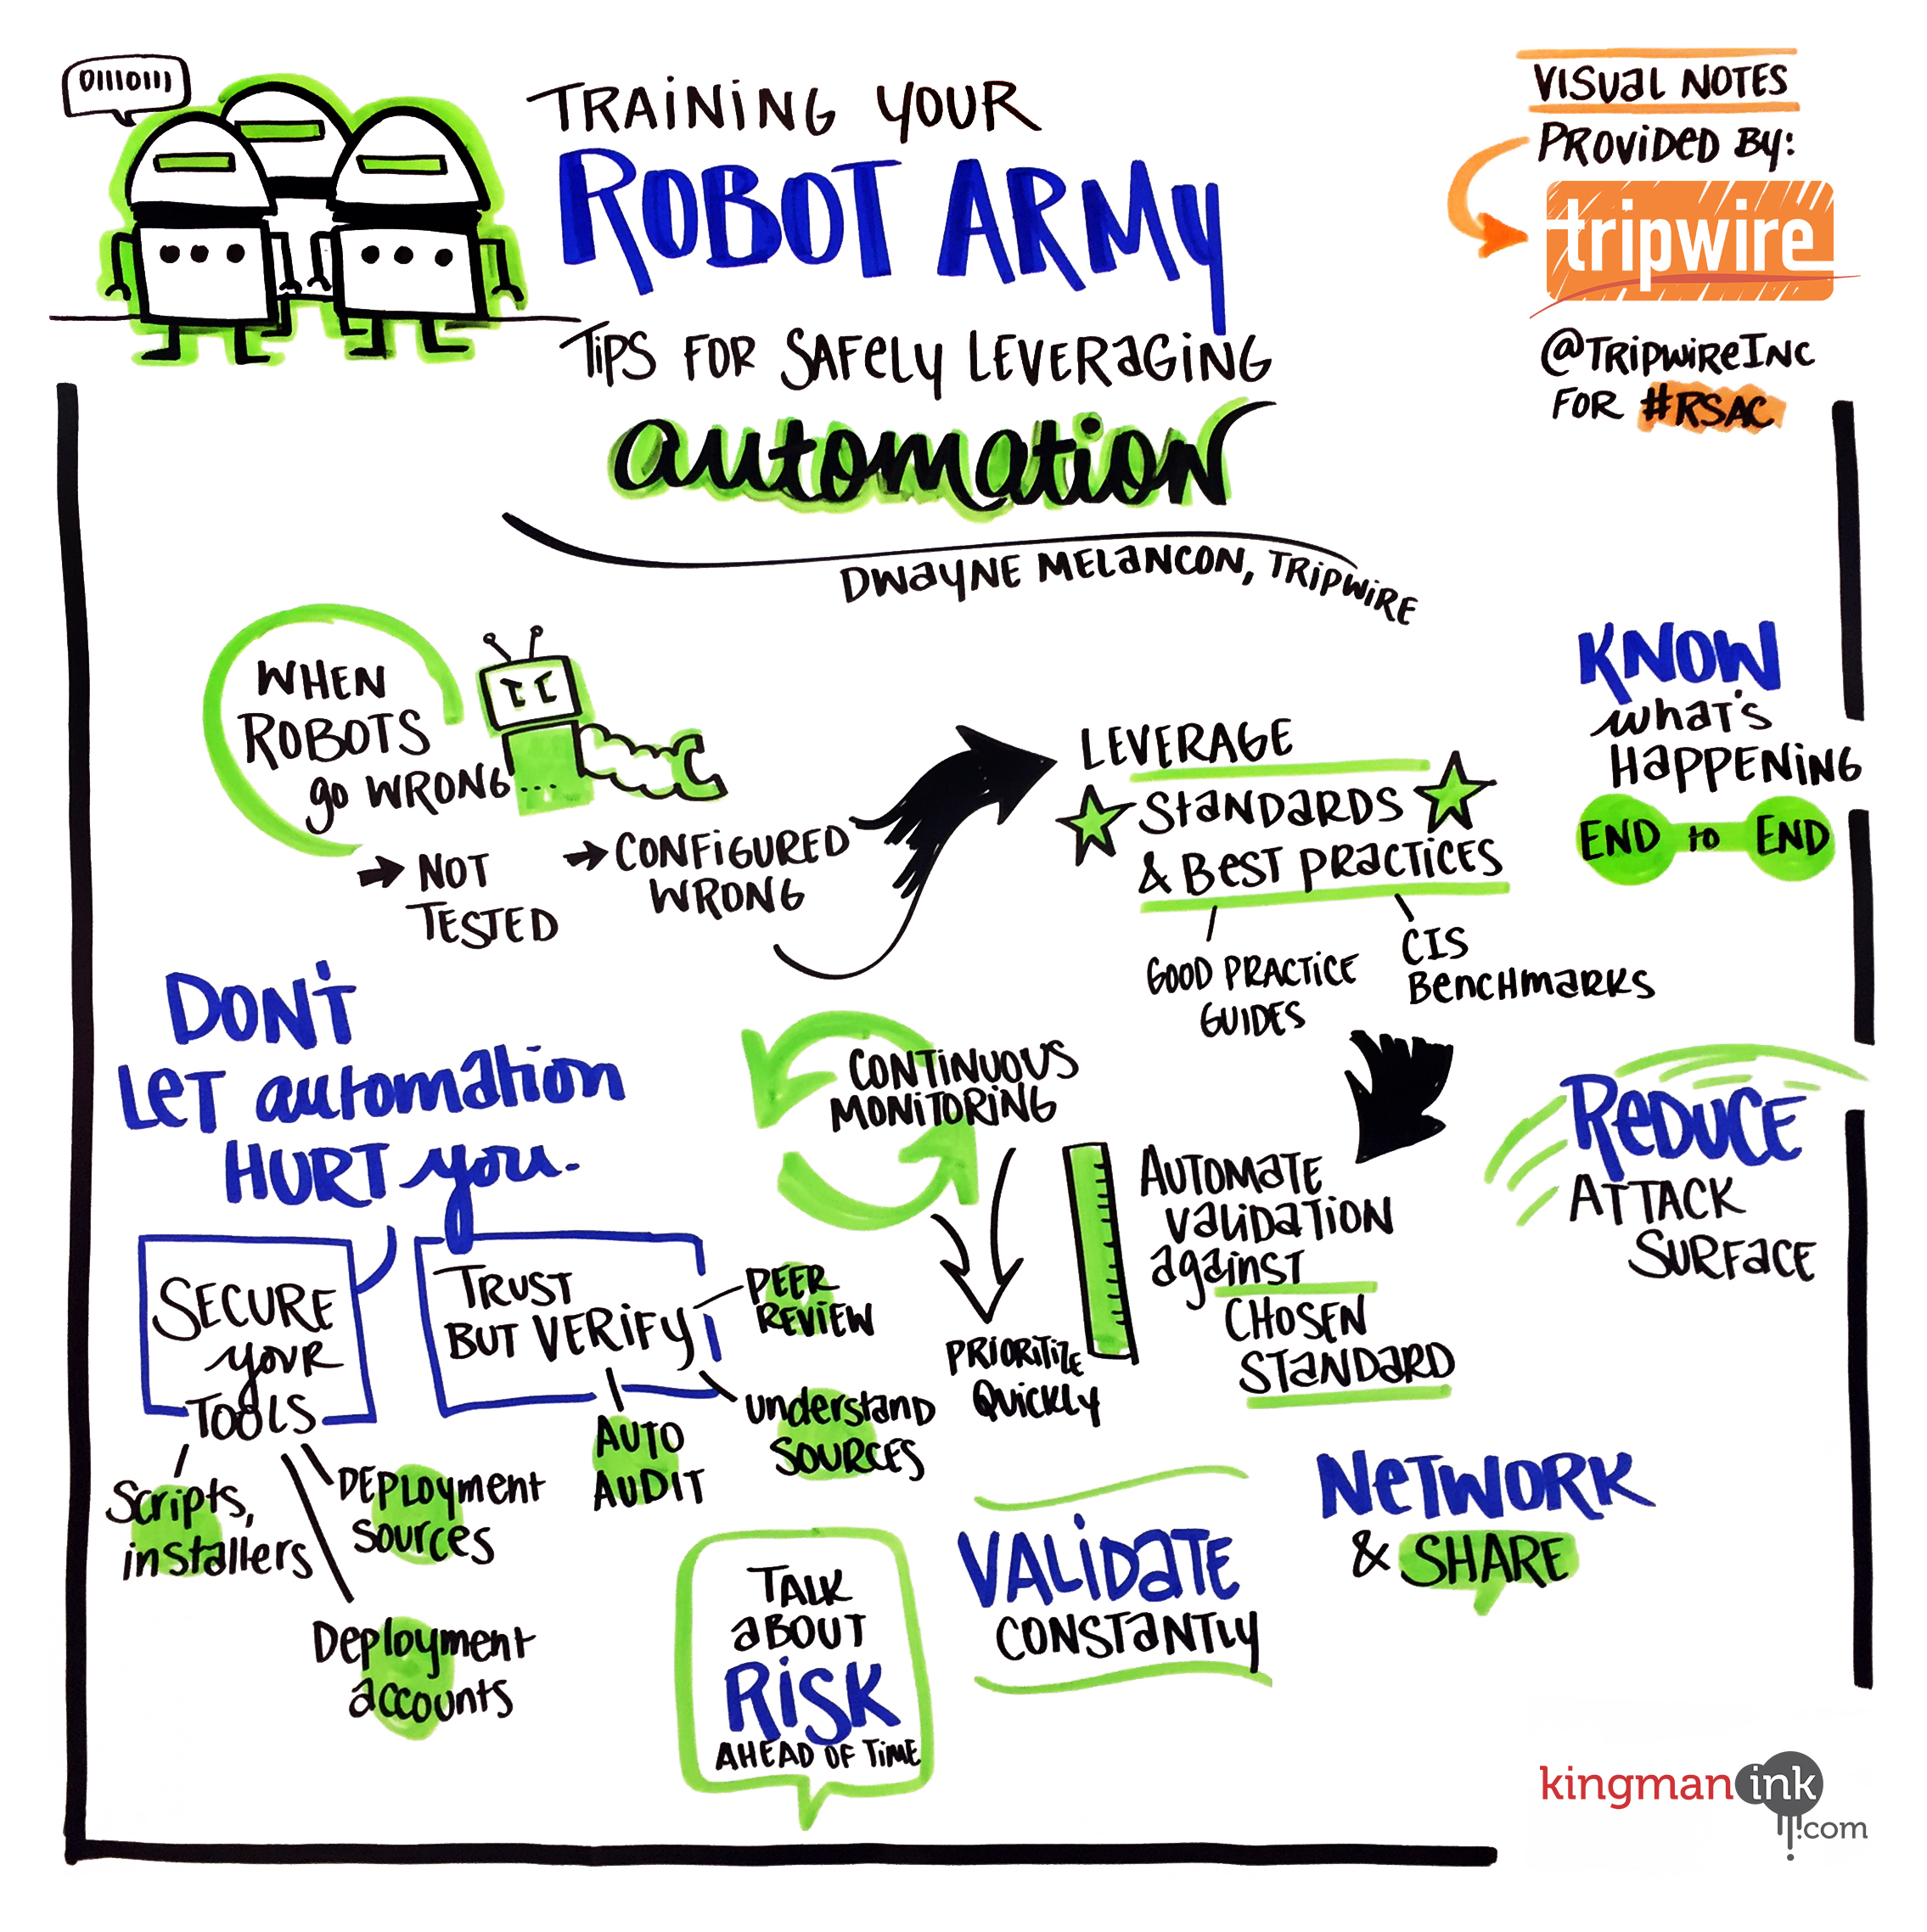 01111011)
TRAINING YOUR
ROBOT ARMY
TIPS FOR SAFELY LEVERAGING
automation
DWAYNE MELANCON, TRIPWIRE
VISUAL NOTES
PROVIDED BY:
tripwire
@TRIPWIREINC
FOR #RSAC
WHEN
ROBOTS
go WRONG...
NOT
TESTED
CONFIGURED
WRONG
LEVERAGE
STANDARDS
& BEST PRACTICES
GOOD PRACTICE
GUIDES
CIS
BENCHMARKS
KNOW
what's
HAPPENING
END to END
DON'T
LET automation
HURT you.
SECURE
YOUR
TOOLS
Scripts,
installers
DEPLoyment
sources
Deployment
accounts
TRUST
BUT VERIFY
PEER
REVIEW
AUTO
AUDIT
understand
SOURCES
CONTINUOUS
MONITORING
PRIORITIZE
QUICKLY
AUTOMATE
VALIDATION
against
CHOSEN
STANDARD
REDUCE
ATTACK
SURFACE
TALK
ABOUT
RISK
AHEAD OF TIME
VALIDATE
CONSTANTLY
NETWORK
& SHARE
kingman ink
.com